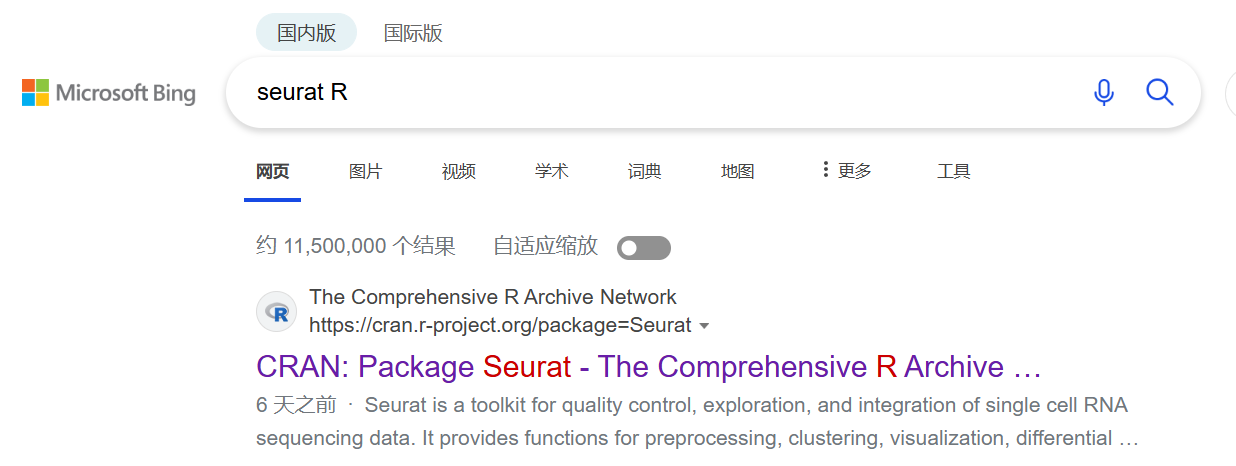 国内版 国际版
Microsoft Bing
seurat R
网页 图片 视频 学术 词典 地图 更多 工具
约 11,500,000 个结果 自适应缩放
R
The Comprehensive R Archive Network
https://cran.r-project.org/package=Seurat
CRAN: Package Seurat - The Comprehensive R Archive …
6 天之前 · Seurat is a toolkit for quality control, exploration, and integration of single cell RNA
sequencing data. It provides functions for preprocessing, clustering, visualization, differential …